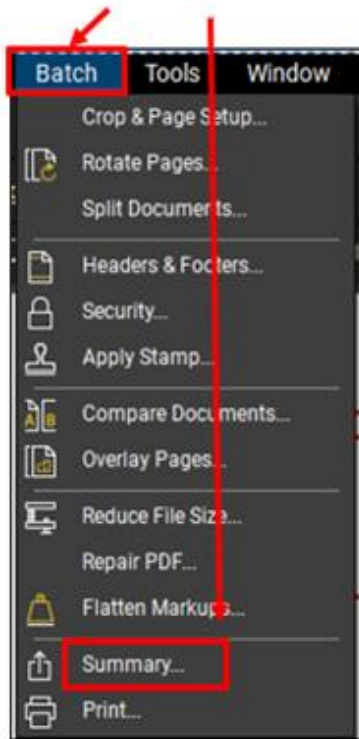 Batch Tools Window
Crop & Page Setup...
Rotate Pages...
Split Documents...
Headers & Footers...
Security...
Apply Stamp...
Compare Documents...
Overlay Pages...
Reduce File Size...
Repair PDF...
Flatten Markups...
Summary...
Print...